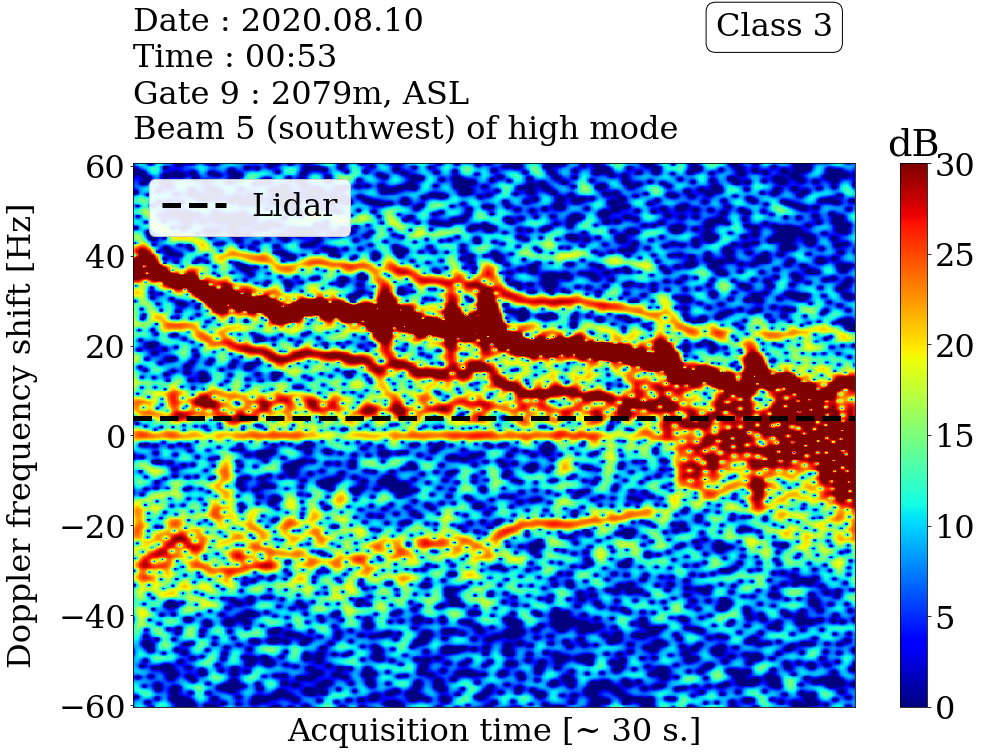 Date : 2020.08.10
Time : 00:53
Gate 9 : 2079m, ASL
Beam 5 (southwest) of high mode
Class 3
dB
Lidar
60
40
20
0
−20
−40
−60
Doppler frequency shift [Hz]
Acquisition time [~ 30 s.]
30
25
20
15
10
5
0